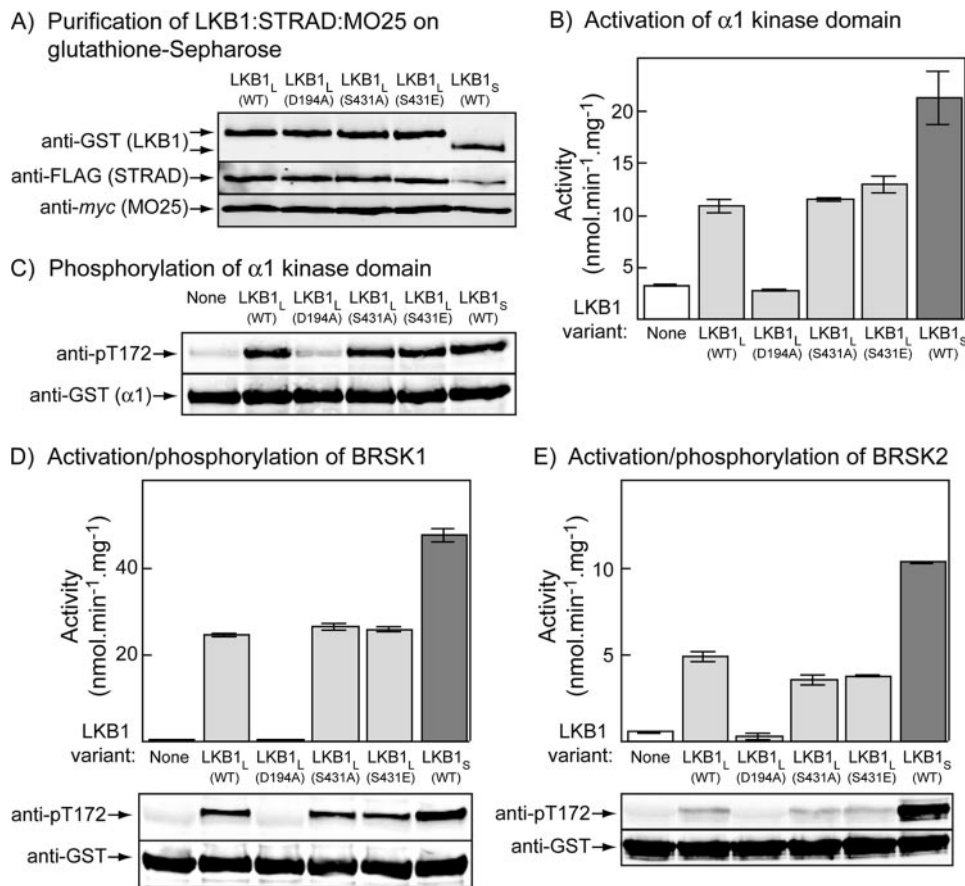 A) Purification of LKB1:STRAD:MO25 on
glutathione-Sepharose
LKB1L LKB1L LKB1L LKB1L LKB1S
(WT) (D194A) (S431A) (S431E) (WT)
anti-GST (LKB1)
anti-FLAG (STRAD)
anti-myc (MO25)
B) Activation of α1 kinase domain
Activity
(nmol.min⁻¹.mg⁻¹)
20
15
10
5
LKB1
variant:
None LKB1L LKB1L LKB1L LKB1L LKB1S
(WT) (D194A) (S431A) (S431E) (WT)
C) Phosphorylation of α1 kinase domain
None LKB1L LKB1L LKB1L LKB1L LKB1S
(WT) (D194A) (S431A) (S431E) (WT)
anti-pT172
anti-GST (α1)
D) Activation/phosphorylation of BRSK1
Activity
(nmol.min⁻¹.mg⁻¹)
40
20
LKB1
variant:
None LKB1L LKB1L LKB1L LKB1L LKB1S
(WT) (D194A) (S431A) (S431E) (WT)
anti-pT172
anti-GST
E) Activation/phosphorylation of BRSK2
Activity
(nmol.min⁻¹.mg⁻¹)
10
5
LKB1
variant:
None LKB1L LKB1L LKB1L LKB1L LKB1S
(WT) (D194A) (S431A) (S431E) (WT)
anti-pT172
anti-GST